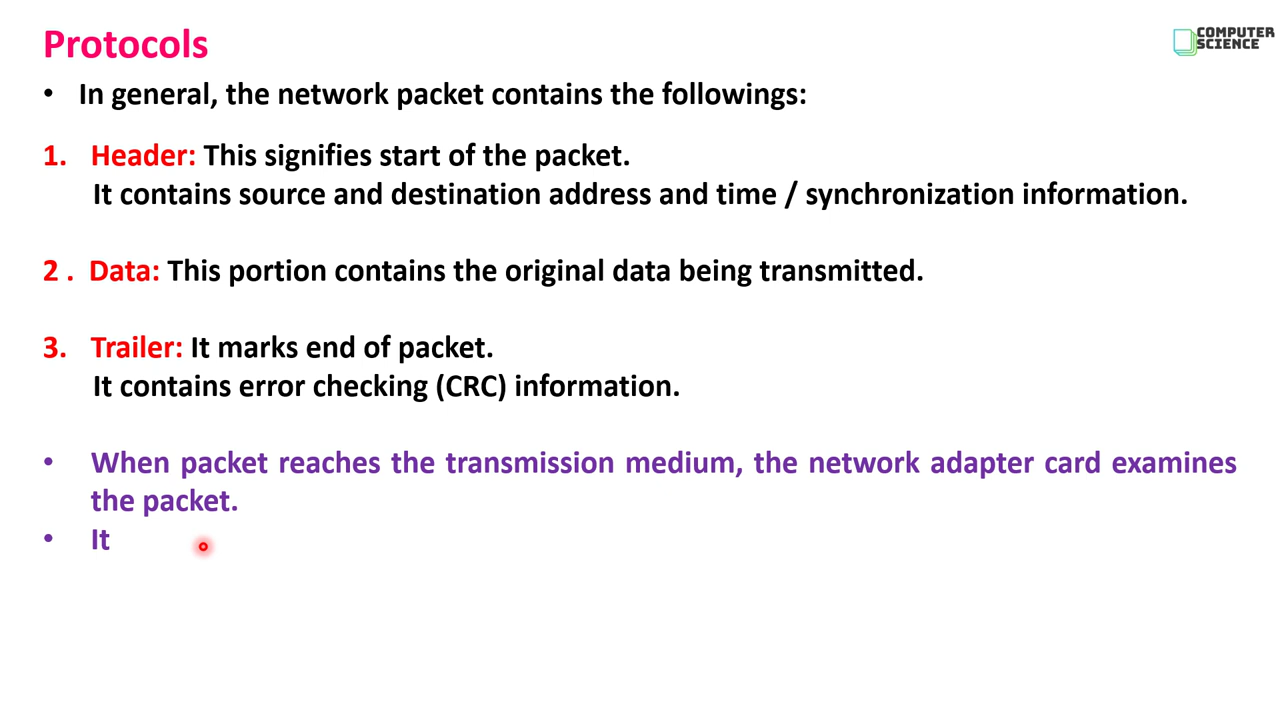 Protocols
COMPUTER
SCIENCE
• In general, the network packet contains the followings:
1. Header: This signifies start of the packet.
It contains source and destination address and time / synchronization information.
2 . Data: This portion contains the original data being transmitted.
3. Trailer: It marks end of packet.
It contains error checking (CRC) information.
• When packet reaches the transmission medium, the network adapter card examines
the packet.
• It